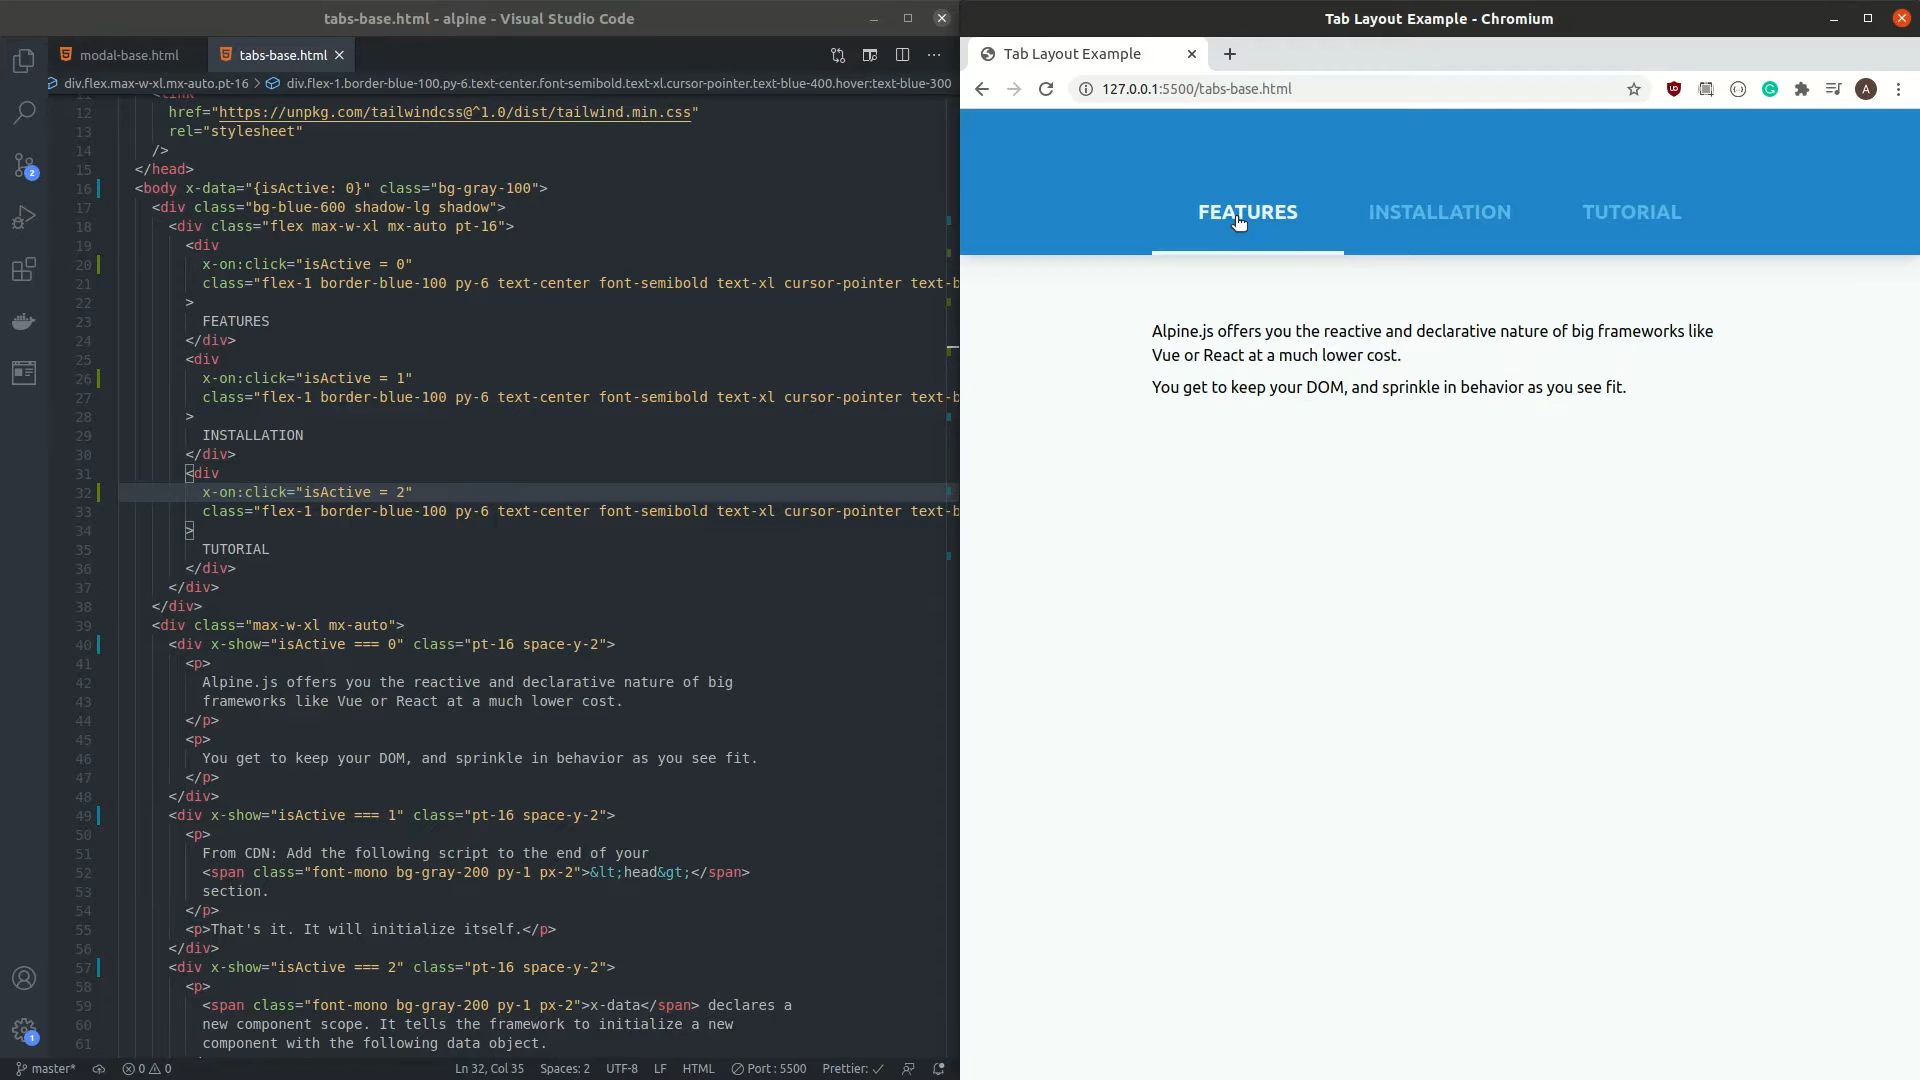 tabs-base.html - alpine - Visual Studio Code
modal-base.html
tabs-base.html
div.flex.max-w-xl.mx-auto.pt-16 > div.flex-1.border-blue-100.py-6.text-center.font-semibold.text-xl.cursor-pointer.text-blue-400.hover:text-blue-300
12 href="https://unpkg.com/tailwindcss@^1.0/dist/tailwind.min.css"
13 rel="stylesheet"
14 />
15 </head>
16 <body x-data="{isActive: 0}" class="bg-gray-100">
17 <div class="bg-blue-600 shadow-lg shadow">
18 <div class="flex max-w-xl mx-auto pt-16">
19 <div
20 x-on:click="isActive = 0"
21 class="flex-1 border-blue-100 py-6 text-center font-semibold text-xl cursor-pointer text-b
22 >
23 FEATURES
24 </div>
25 <div
26 x-on:click="isActive = 1"
27 class="flex-1 border-blue-100 py-6 text-center font-semibold text-xl cursor-pointer text-b
28 >
29 INSTALLATION
30 </div>
31 <div
32 x-on:click="isActive = 2"
33 class="flex-1 border-blue-100 py-6 text-center font-semibold text-xl cursor-pointer text-b
34 >
35 TUTORIAL
36 </div>
37 </div>
38 </div>
39 <div class="max-w-xl mx-auto">
40 <div x-show="isActive === 0" class="pt-16 space-y-2">
41 <p>
42 Alpine.js offers you the reactive and declarative nature of big
43 frameworks like Vue or React at a much lower cost.
44 </p>
45 <p>
46 You get to keep your DOM, and sprinkle in behavior as you see fit.
47 </p>
48 </div>
49 <div x-show="isActive === 1" class="pt-16 space-y-2">
50 <p>
51 From CDN: Add the following script to the end of your
52 <span class="font-mono bg-gray-200 py-1 px-2">&lt;head&gt;</span>
53 section.
54 </p>
55 <p>That's it. It will initialize itself.</p>
56 </div>
57 <div x-show="isActive === 2" class="pt-16 space-y-2">
58 <p>
59 <span class="font-mono bg-gray-200 py-1 px-2">x-data</span> declares a
60 new component scope. It tells the framework to initialize a new
61 component with the following data object.
2
1
master* 0 0 Ln 32, Col 35 Spaces: 2 UTF-8 LF HTML Port : 5500 Prettier: ✓
Tab Layout Example - Chromium
Tab Layout Example
127.0.0.1:5500/tabs-base.html
A
FEATURES INSTALLATION TUTORIAL
Alpine.js offers you the reactive and declarative nature of big frameworks like
Vue or React at a much lower cost.
You get to keep your DOM, and sprinkle in behavior as you see fit.